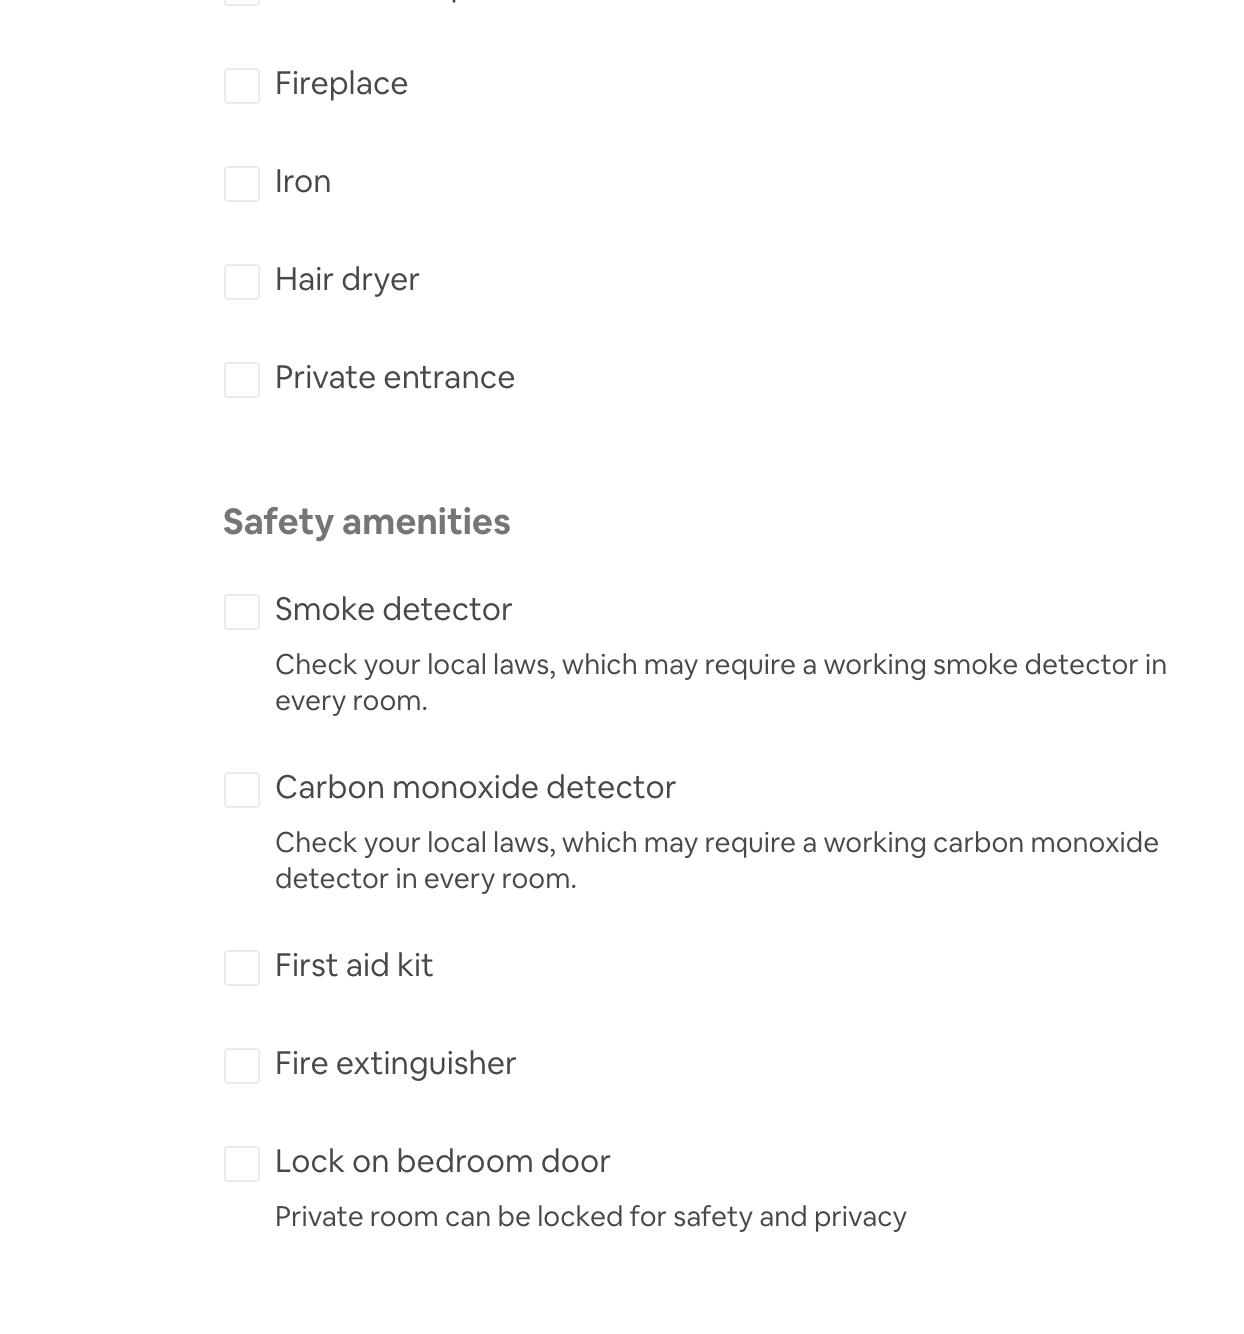 Fireplace
Iron
Hair dryer
Private entrance
Safety amenities
Smoke detector
Check your local laws, which may require a working smoke detector in
every room.
Carbon monoxide detector
Check your local laws, which may require a working carbon monoxide
detector in every room.
First aid kit
Fire extinguisher
Lock on bedroom door
Private room can be locked for safety and privacy